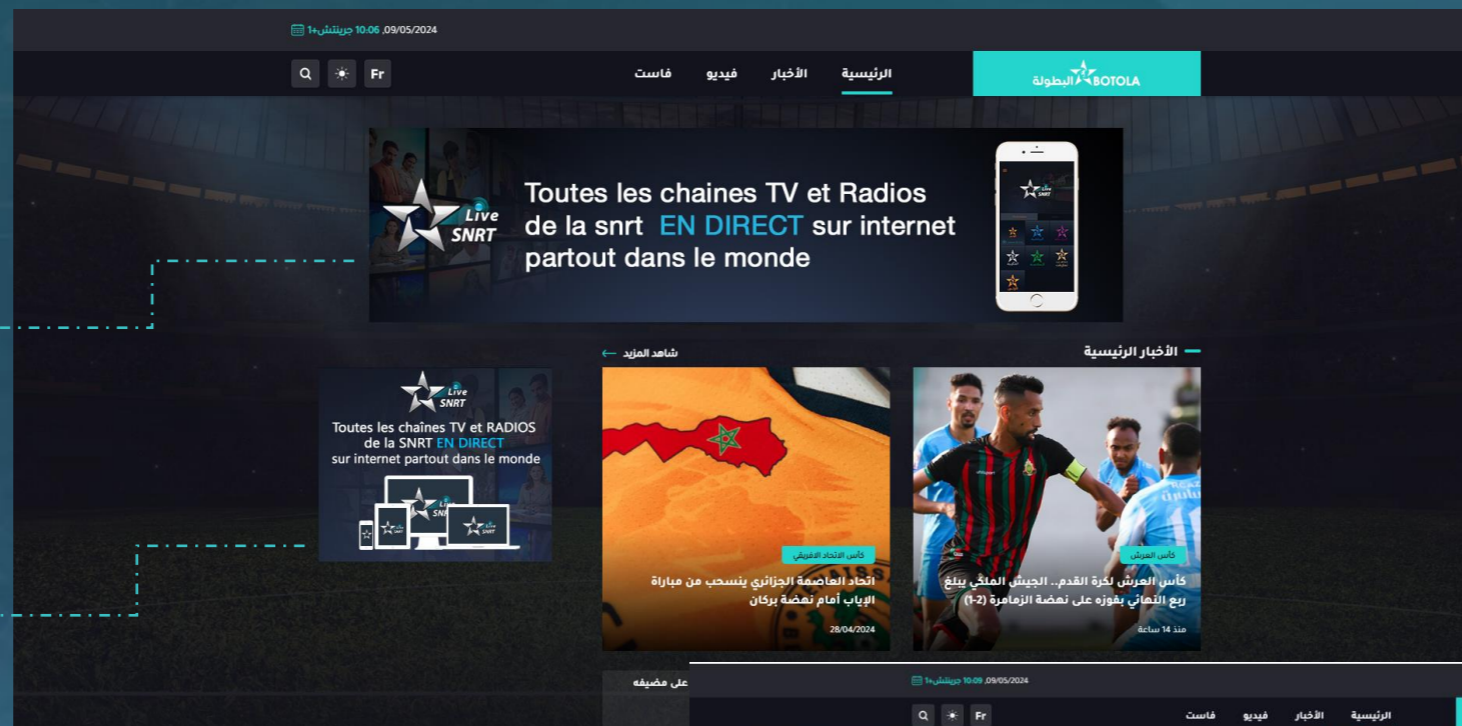 09/05/2024, 10:06 جرينتش+1
BOTOLA البطولة
الرئيسية
الأخبار
فيديو
فاست
Fr
Live
SNRT
Toutes les chaines TV et Radios
de la snrt EN DIRECT sur internet
partout dans le monde
الأخبار الرئيسية
شاهد المزيد
كأس العرش
كأس العرش لكرة القدم.. الجيش الملكي يبلغ
ربع النهائي بفوزه على نهضة الزمامرة (2-1)
منذ 14 ساعة
كأس الاتحاد الافريقي
اتحاد العاصمة الجزائري ينسحب من مباراة
الإياب أمام نهضة بركان
28/04/2024
Live
SNRT
Toutes les chaînes TV et RADIOS
de la SNRT EN DIRECT
sur internet partout dans le monde
على مضيفه
09/05/2024, 10:09 جرينتش+1
الرئيسية
الأخبار
فيديو
فاست
Fr